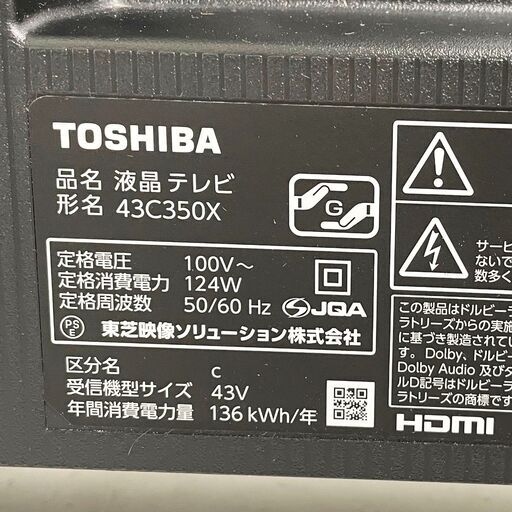 TOSHIBA
品名 液晶テレビ
形名 43C350X
G
定格電圧 100V～
定格消費電力 124W
定格周波数 50/60 Hz
JQA
PS
E
東芝映像ソリューション株式会社
区分名 c
受信機型サイズ 43V
年間消費電力量 136 kWh/年
サービ
ないで
数多く
この製品はドルビーラ
ラトリーズからの実施
に基づき製造されてい
す。Dolby、ドルビー
Dolby Audio 及びダ
ルD記号はドルビーラ
ラトリーズの商標です
HDMI